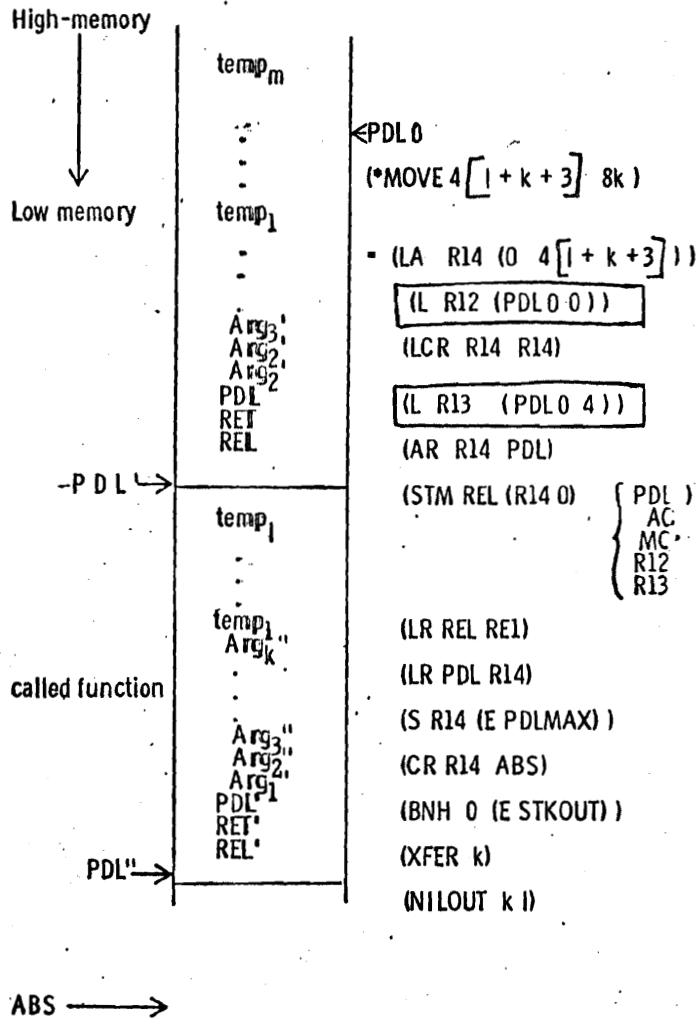 High-memory
temp_m
PDL 0
(*MOVE 4[l + k + 3] 8k )
Low memory
temp_1
- (LA R14 (0 4[l + k +3] ))
(L R12 (PDL0 0))
Arg_3'
(LCR R14 R14)
Arg_2'
Arg_2'
PDL'
(L R13 (PDL0 4))
RET
REL
(AR R14 PDL)
-P D L'
(STM REL (R14 0) { PDL )
AC
MC
R12
R13
temp_l
(LR REL RE1)
temp_1
Arg_k"
(LR PDL R14)
called function
(S R14 (E PDLMAX) )
Arg_3"
Arg_2"
(CR R14 ABS)
Arg_1"
PDL'
(BNH 0 (E STKOUT) )
RET'
REL'
(XFER k)
PDL"
(NILOUT k l)
ABS